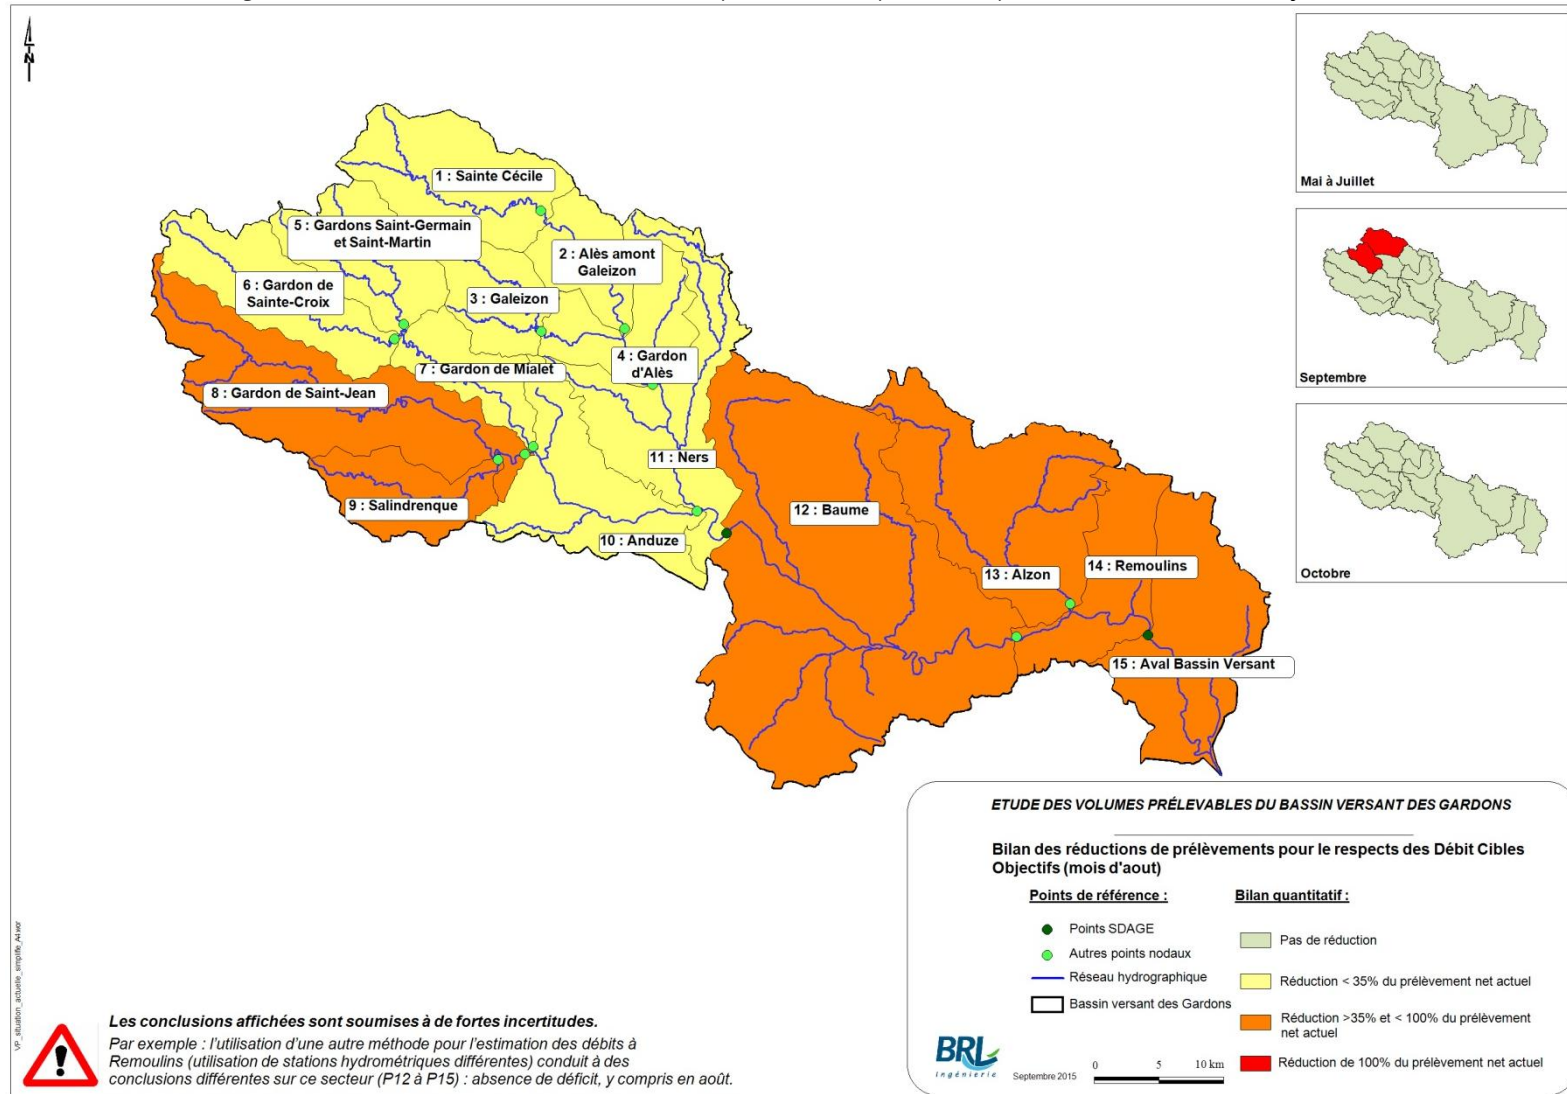 N
1 : Sainte Cécile
5 : Gardons Saint-Germain
et Saint-Martin
2 : Alès amont
Galeizon
6 : Gardon de
Sainte-Croix
3 : Galeizon
4 : Gardon
d'Alès
7 : Gardon de Mialet
8 : Gardon de Saint-Jean
11 : Ners
9 : Salindrenque
10 : Anduze
12 : Baume
13 : Alzon
14 : Remoulins
15 : Aval Bassin Versant
Mai à Juillet
Septembre
Octobre
ETUDE DES VOLUMES PRÉLEVABLES DU BASSIN VERSANT DES GARDONS
Bilan des réductions de prélèvements pour le respects des Débit Cibles
Objectifs (mois d'aout)
Points de référence :
Points SDAGE
Autres points nodaux
Réseau hydrographique
Bassin versant des Gardons
Bilan quantitatif :
Pas de réduction
Réduction < 35% du prélèvement net actuel
Réduction >35% et < 100% du prélèvement
net actuel
Réduction de 100% du prélèvement net actuel
BRL
ingénierie
Septembre 2015
0 5 10 km
VP_situation_actuelle_simplifie_A4.wor
Les conclusions affichées sont soumises à de fortes incertitudes.
Par exemple : l'utilisation d'une autre méthode pour l'estimation des débits à
Remoulins (utilisation de stations hydrométriques différentes) conduit à des
conclusions différentes sur ce secteur (P12 à P15) : absence de déficit, y compris en août.